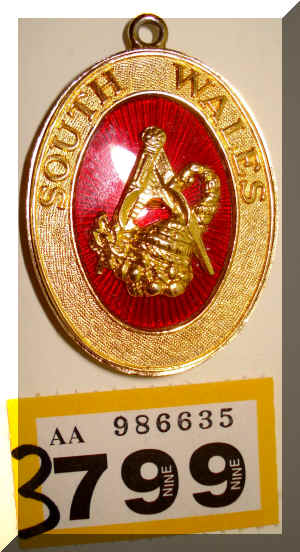 SOUTH WALES
AA 986635
3799
NINE NINE